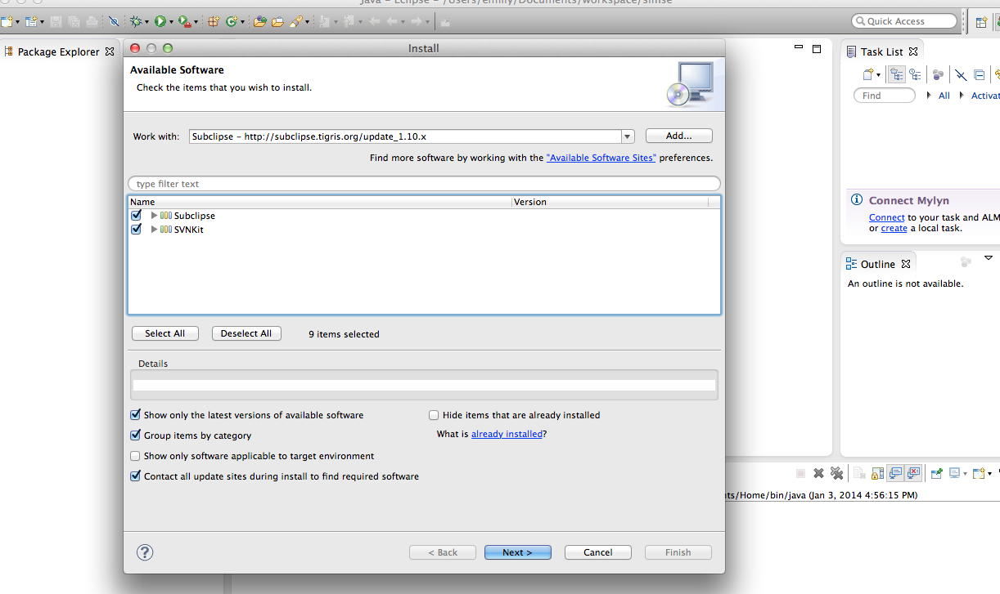 Java – Eclipse – /Users/emily/Documents/workspace/simse
Quick Access
Package Explorer
Install
Available Software
Check the items that you wish to install.
Work with:
Subclipse – http://subclipse.tigris.org/update_1.10.x
Add...
Find more software by working with the "Available Software Sites" preferences.
type filter text
Name
Version
Subclipse
SVNKit
Select All
Deselect All
9 items selected
Details
Show only the latest versions of available software
Hide items that are already installed
Group items by category
What is already installed?
Show only software applicable to target environment
Contact all update sites during install to find required software
?
< Back
Next >
Cancel
Finish
Task List
Find
All
Activat
Connect Mylyn
Connect to your task and ALM
or create a local task.
Outline
An outline is not available.
nts/Home/bin/java (Jan 3, 2014 4:56:15 PM)